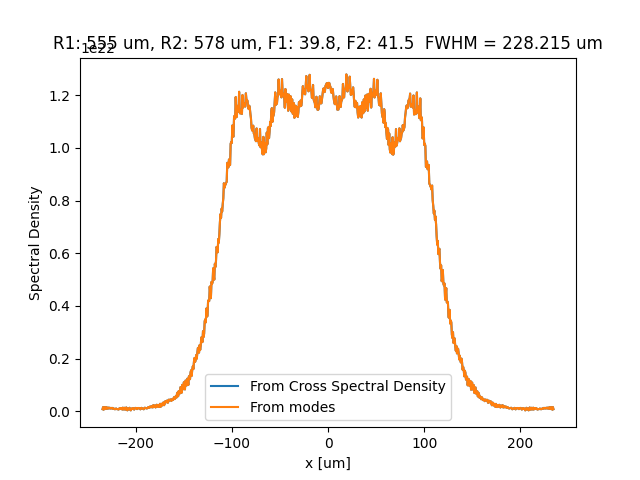 R1: 555 um, R2: 578 um, F1: 39.8, F2: 41.5  FWHM = 228.215 um
1e22
1.2
1.0
0.8
0.6
0.4
0.2
0.0
Spectral Density
From Cross Spectral Density
From modes
−200
−100
0
100
200
x [um]